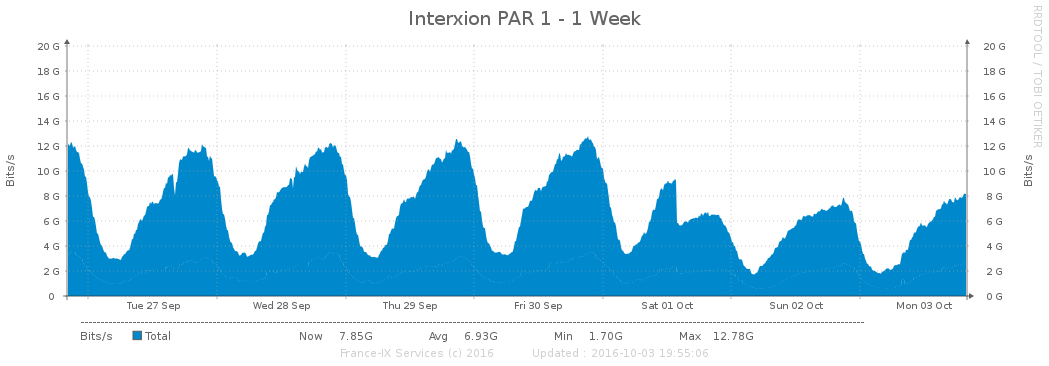 Interxion PAR 1 - 1 Week
RRDTOOL / TOBI OETIKER
Bits/s
20 G 20 G
18 G 18 G
16 G 16 G
14 G 14 G
12 G 12 G
10 G 10 G
8 G 8 G
6 G 6 G
4 G 4 G
2 G 2 G
0 0 G
Bits/s
Tue 27 Sep Wed 28 Sep Thu 29 Sep Fri 30 Sep Sat 01 Oct Sun 02 Oct Mon 03 Oct
Bits/s Total Now 7.85G Avg 6.93G Min 1.70G Max 12.78G
France-IX Services (c) 2016 Updated : 2016-10-03 19:55:06